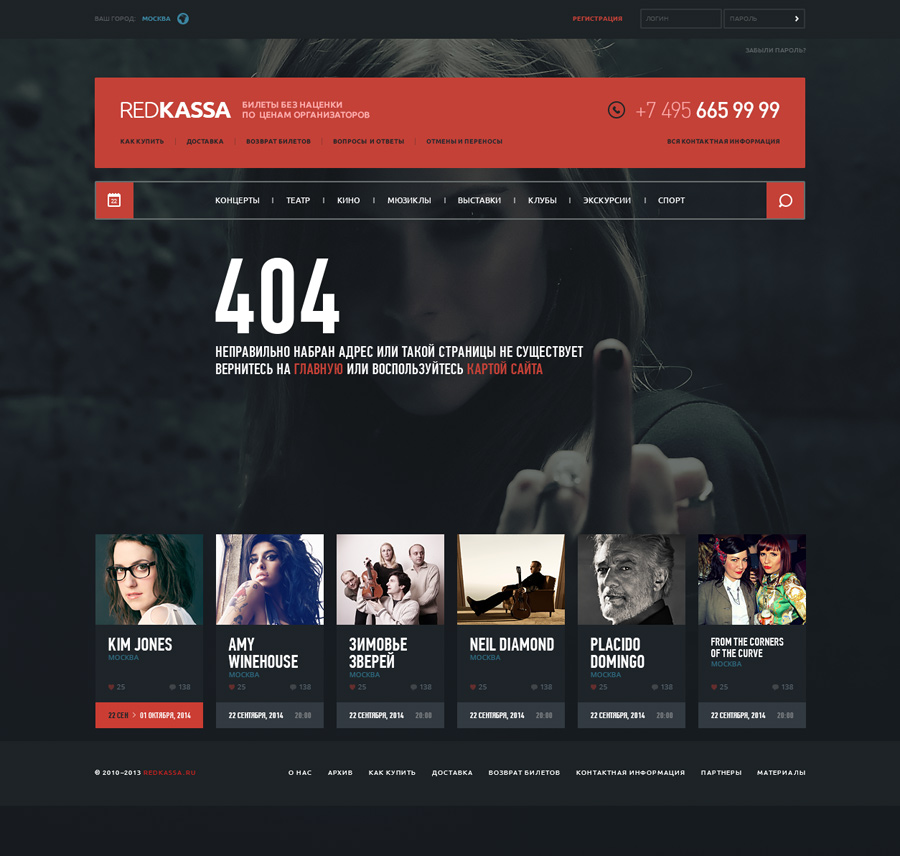 ВАШ ГОРОД: МОСКВА
РЕГИСТРАЦИЯ
ЛОГИН
ПАРОЛЬ
ЗАБЫЛИ ПАРОЛЬ?
REDKASSA
БИЛЕТЫ БЕЗ НАЦЕНКИ
ПО ЦЕНАМ ОРГАНИЗАТОРОВ
+7 495 665 99 99
КАК КУПИТЬ | ДОСТАВКА | ВОЗВРАТ БИЛЕТОВ | ВОПРОСЫ И ОТВЕТЫ | ОТМЕНЫ И ПЕРЕНОСЫ
ВСЯ КОНТАКТНАЯ ИНФОРМАЦИЯ
22
КОНЦЕРТЫ | ТЕАТР | КИНО | МЮЗИКЛЫ | ВЫСТАВКИ | КЛУБЫ | ЭКСКУРСИИ | СПОРТ
404
НЕПРАВИЛЬНО НАБРАН АДРЕС ИЛИ ТАКОЙ СТРАНИЦЫ НЕ СУЩЕСТВУЕТ
ВЕРНИТЕСЬ НА ГЛАВНУЮ ИЛИ ВОСПОЛЬЗУЙТЕСЬ КАРТОЙ САЙТА
KIM JONES
МОСКВА
25 138
22 СЕН > 01 ОКТЯБРЯ, 2014
AMY
WINEHOUSE
МОСКВА
25 138
22 СЕНТЯБРЯ, 2014 20:00
ЗИМОВЬЕ
ЗВЕРЕЙ
МОСКВА
25 138
22 СЕНТЯБРЯ, 2014 20:00
NEIL DIAMOND
МОСКВА
25 138
22 СЕНТЯБРЯ, 2014 20:00
PLACIDO
DOMINGO
МОСКВА
25 138
22 СЕНТЯБРЯ, 2014 20:00
FROM THE CORNERS
OF THE CURVE
МОСКВА
25 138
22 СЕНТЯБРЯ, 2014 20:00
© 2010–2013 REDKASSA.RU
О НАС АРХИВ КАК КУПИТЬ ДОСТАВКА ВОЗВРАТ БИЛЕТОВ КОНТАКТНАЯ ИНФОРМАЦИЯ ПАРТНЕРЫ МАТЕРИАЛЫ